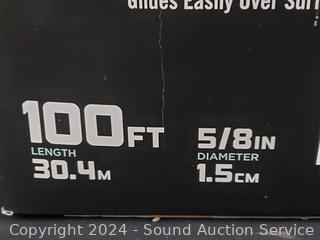 Glides Easily Over Surf
100FT
LENGTH
30.4M
5/8IN
DIAMETER
1.5CM
Copyright 2024 - Sound Auction Service